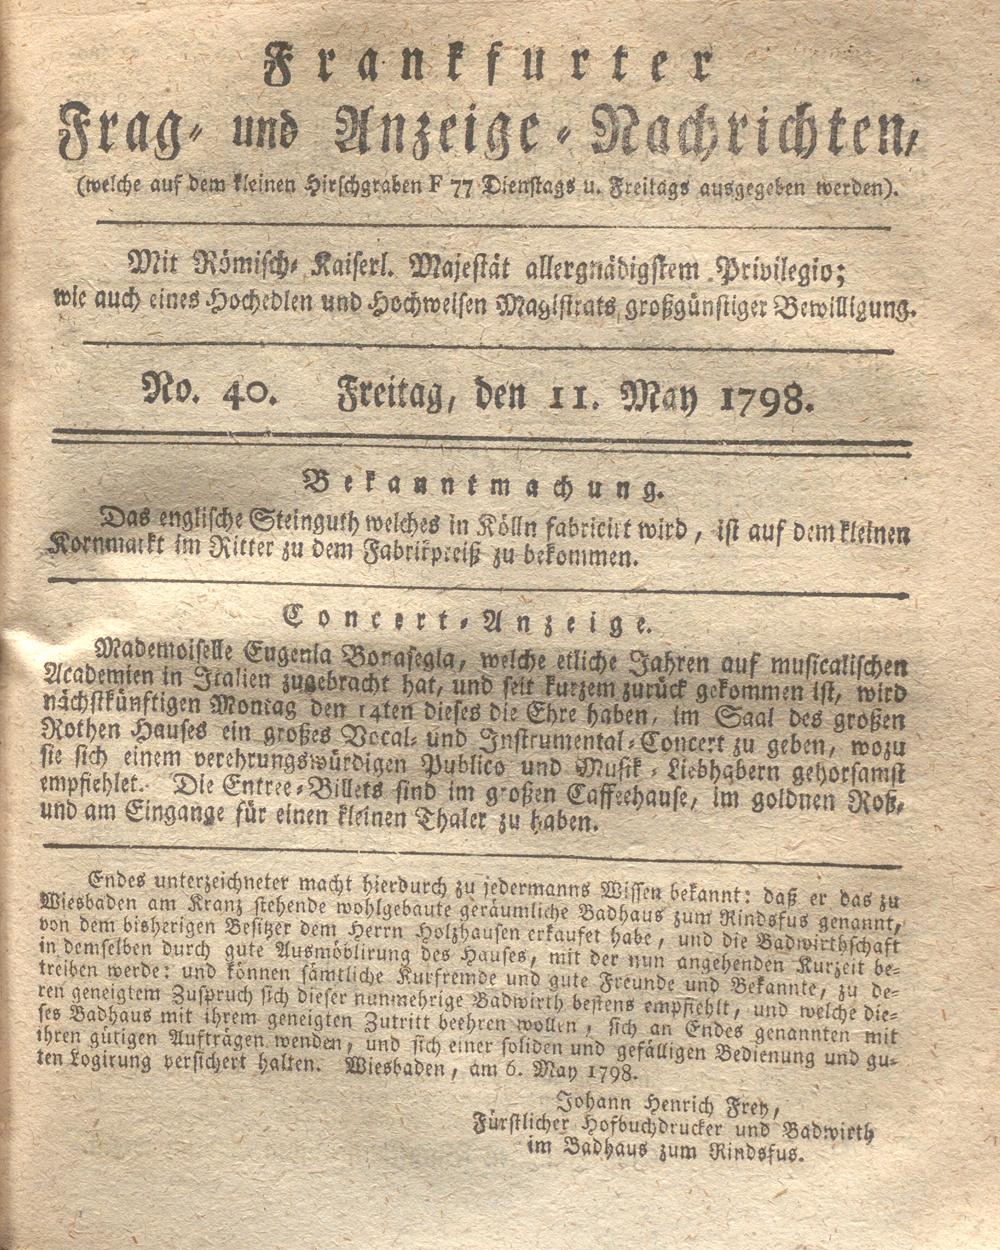 Frankfurter
Frag- und Anzeige-Nachrichten,
(welche auf dem kleinen Hirschgraben F 77 Dienstags u. Freitags ausgegeben werden).
Mit Römisch-Kaiserl. Majestät allergnädigstem Privilegio;
wie auch eines Hochedlen und Hochweisen Magistrats großgünstiger Bewilligung.
No. 40. Freitag, den 11. May 1798.
Bekanntmachung.
Das englische Steinguth welches in Kölln fabricirt wird, ist auf dem kleinen
Kornmarkt im Ritter zu dem Fabrikpreiß zu bekommen.
Concert-Anzeige.
Mademoiselle Eugenia Borasegla, welche etliche Jahren auf musicalischen
Academien in Italien zugebracht hat, und seit kurzem zurück gekommen ist, wird
nächstkünftigen Montag den 14ten dieses die Ehre haben, im Saal des großen
Rothen Hauses ein großes Vocal- und Instrumental-Concert zu geben, wozu
sie sich einem verehrungswürdigen Publico und Musik-Liebhabern gehorsamst
empfiehlet. Die Entree-Billets sind im großen Caffeehause, im goldnen Roß,
und am Eingange für einen kleinen Thaler zu haben.
Endes unterzeichneter macht hierdurch zu jedermanns Wissen bekannt: daß er das zu
Wiesbaden am Kranz stehende wohlgebaute geräumliche Badhaus zum Rindsfus genannt,
von dem bisherigen Besitzer dem Herrn Holzhausen erkaufet habe, und die Badwirthschaft
in demselben durch gute Ausmöblirung des Hauses, mit der nun angehenden Kurzeit be-
treiben werde: und können sämtliche Kurfremde und gute Freunde und Bekannte, zu de-
ren geneigtem Zuspruch sich dieser nunmehrige Badwirth bestens empfiehlt, und welche die-
ses Badhaus mit ihrem geneigten Zutritt beehren wollen, sich an Endes genannten mit
ihren gütigen Aufträgen wenden, und sich einer soliden und gefälligen Bedienung und gu-
ten Logirung versichert halten. Wiesbaden, am 6. May 1798.
Johann Henrich Frey,
Fürstlicher Hofbuchdrucker und Badwirth
im Badhaus zum Rindsfus.